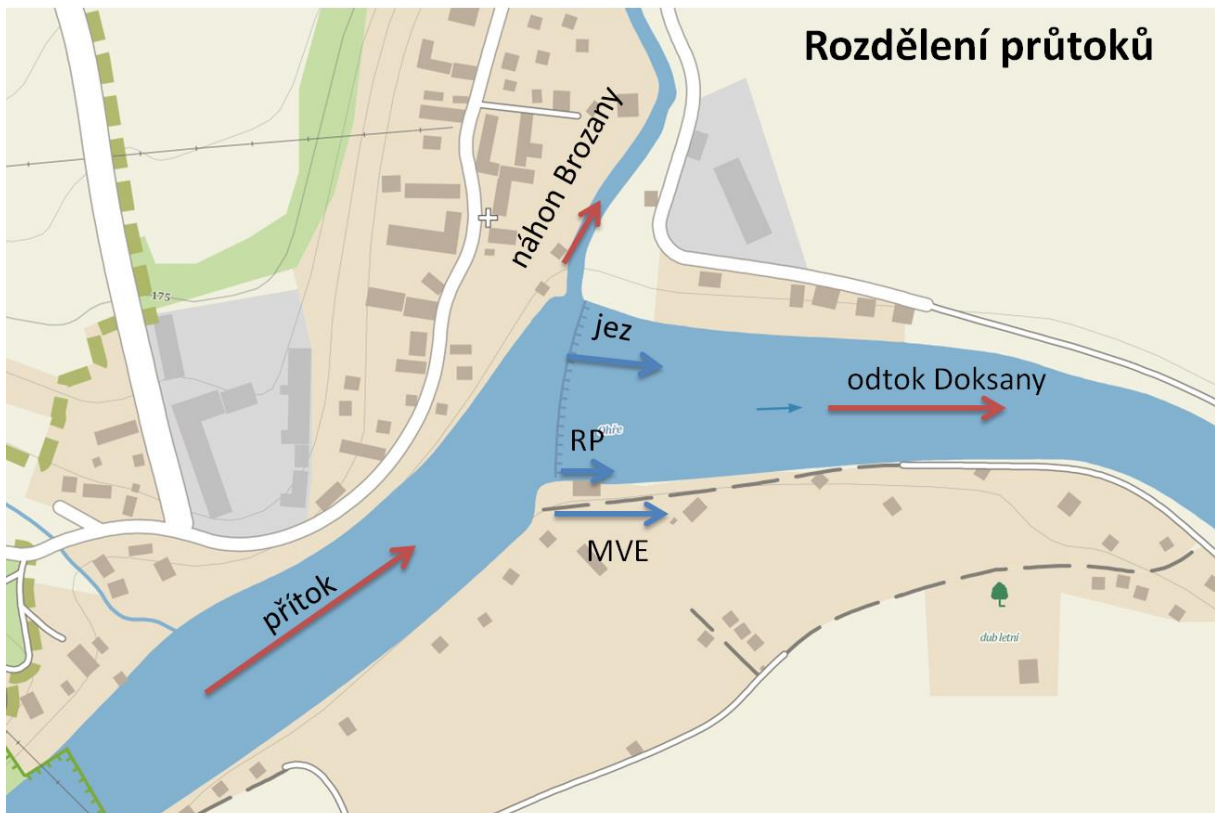 Rozdělení průtoků
náhon Brozany
175
jez
odtok Doksany
RP
Ohře
MVE
přítok
dub letní